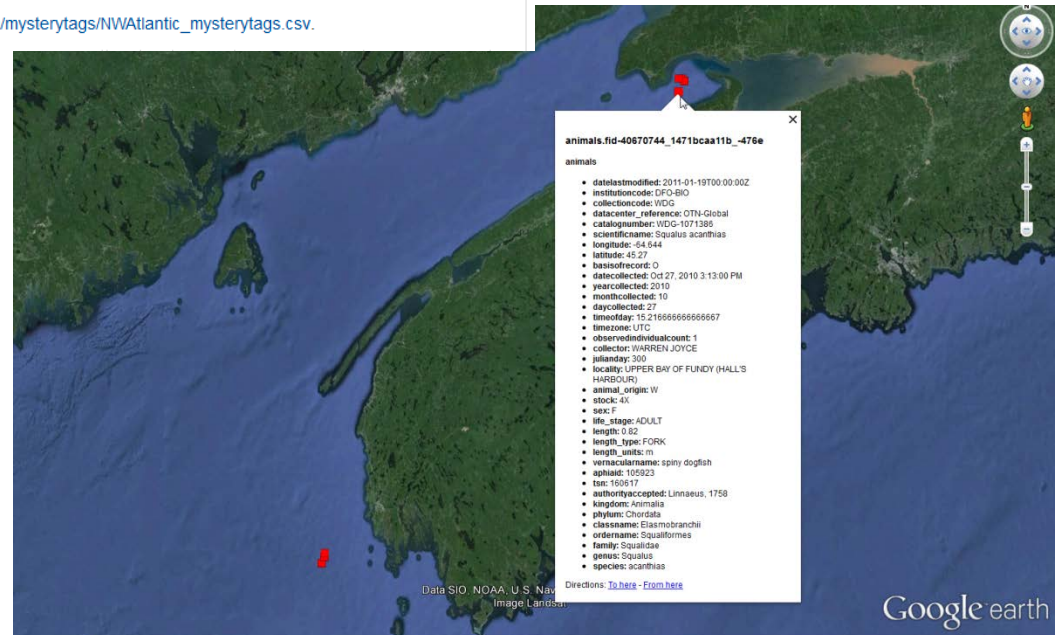 /mysterytags/NWAtlantic_mysterytags.csv.
N
animals.fid-40670744_1471bcaa11b_-476e
animals
datelastmodified: 2011-01-19T00:00:00Z
institutioncode: DFO-BIO
collectioncode: WDG
datacenter_reference: OTN-Global
catalognumber: WDG-1071386
scientificname: Squalus acanthias
longitude: -64.644
latitude: 45.27
basisofrecord: O
datecollected: Oct 27, 2010 3:13:00 PM
yearcollected: 2010
monthcollected: 10
daycollected: 27
timeofday: 15.216666666666667
timezone: UTC
observedindividualcount: 1
collector: WARREN JOYCE
julianday: 300
locality: UPPER BAY OF FUNDY (HALL'S
HARBOUR)
animal_origin: W
stock: 4X
sex: F
life_stage: ADULT
length: 0.82
length_type: FORK
length_units: m
vernacularname: spiny dogfish
aphiaid: 105923
tsn: 160617
authorityaccepted: Linnaeus, 1758
kingdom: Animalia
phylum: Chordata
classname: Elasmobranchii
ordername: Squaliformes
family: Squalidae
genus: Squalus
species: acanthias
Directions: To here - From here
Data SIO, NOAA, U.S. Nav
Image Landsat
Google earth